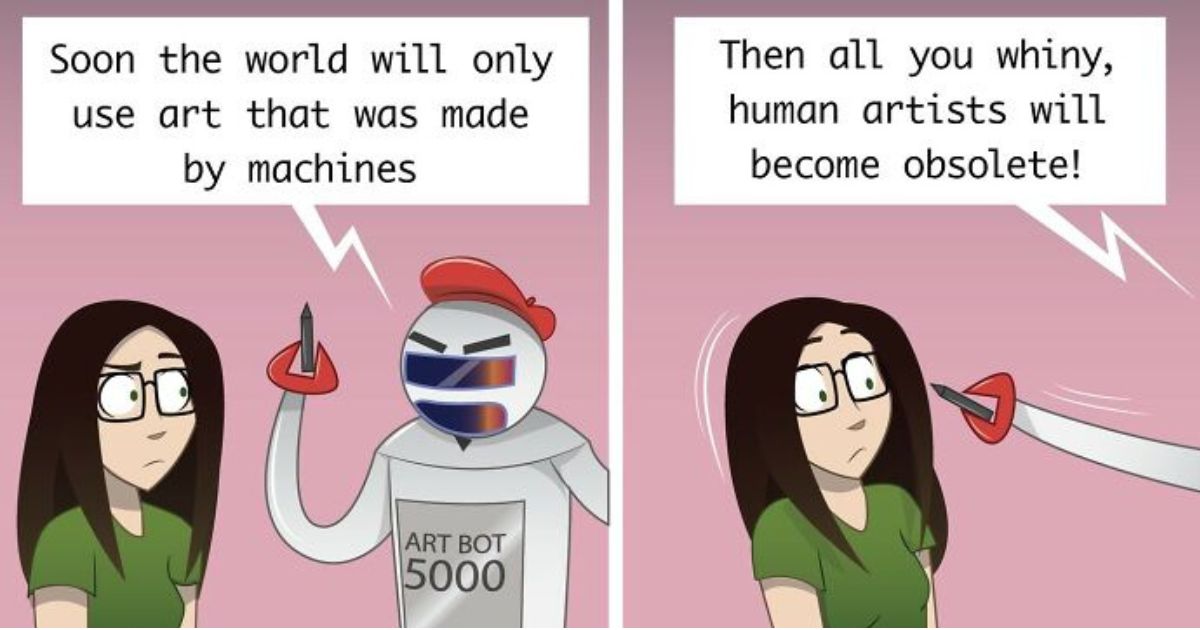 Soon the world will only
use art that was made
by machines
ART BOT
5000
Then all you whiny,
human artists will
become obsolete!